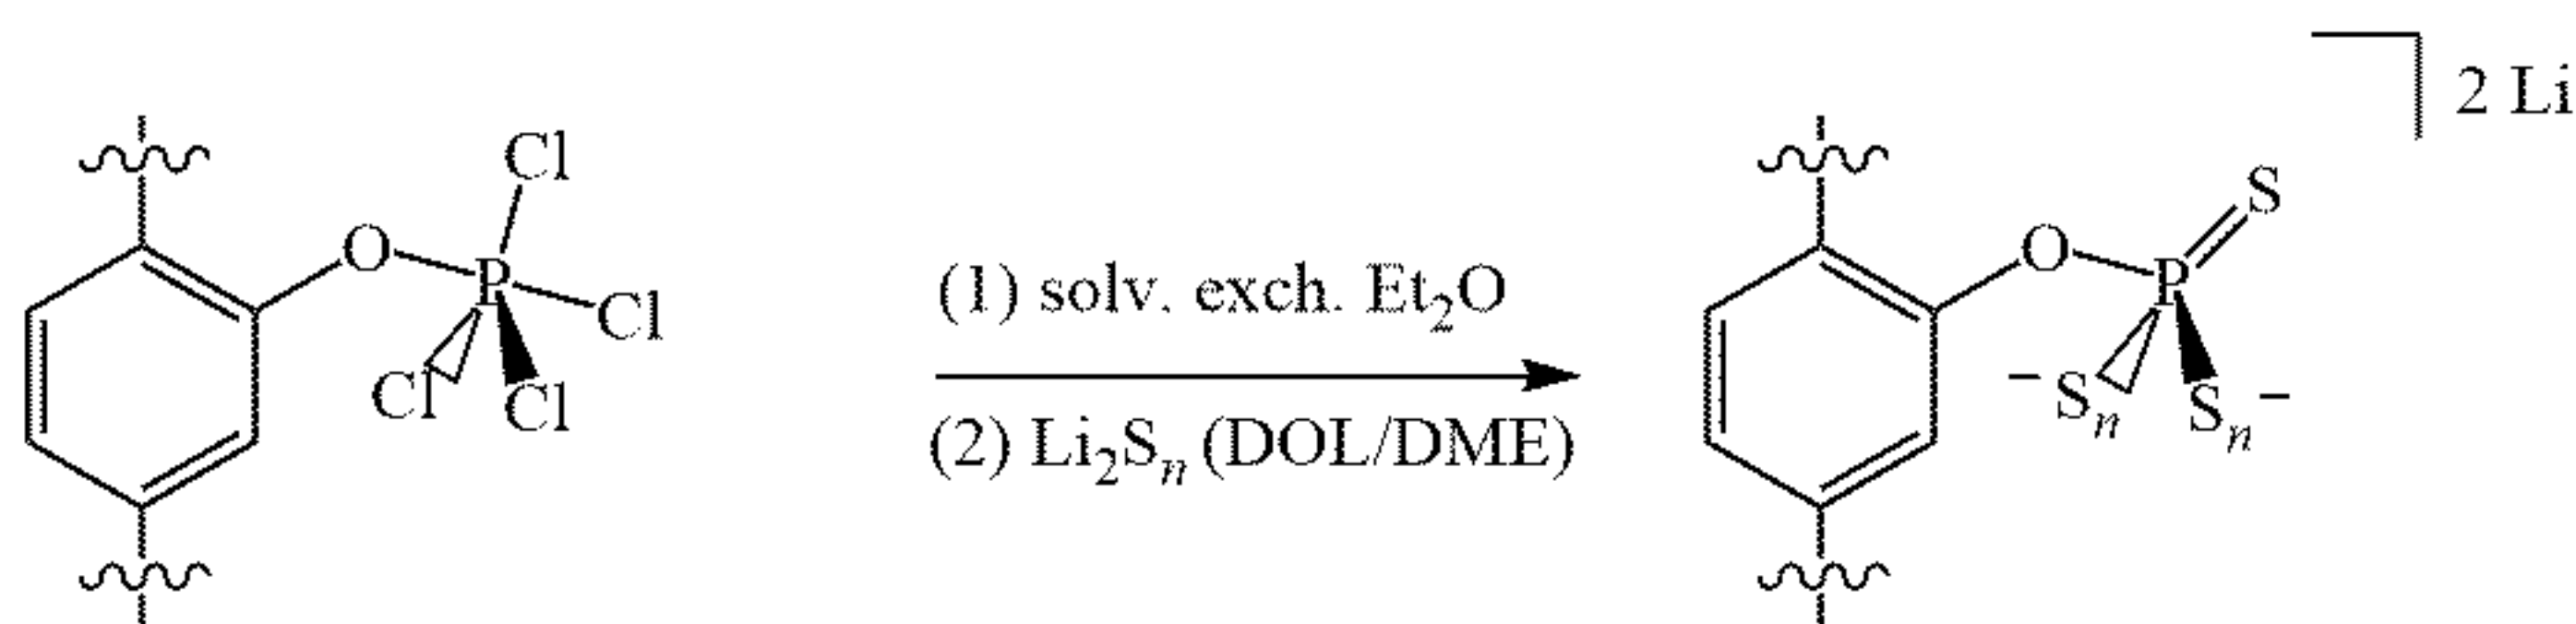 2 Li
Cl
O
P
Cl
Cl
Cl
(1) solv. exch. Et₂O
(2) Li₂Sₙ (DOL/DME)
S
O
P
⁻Sₙ
Sₙ⁻